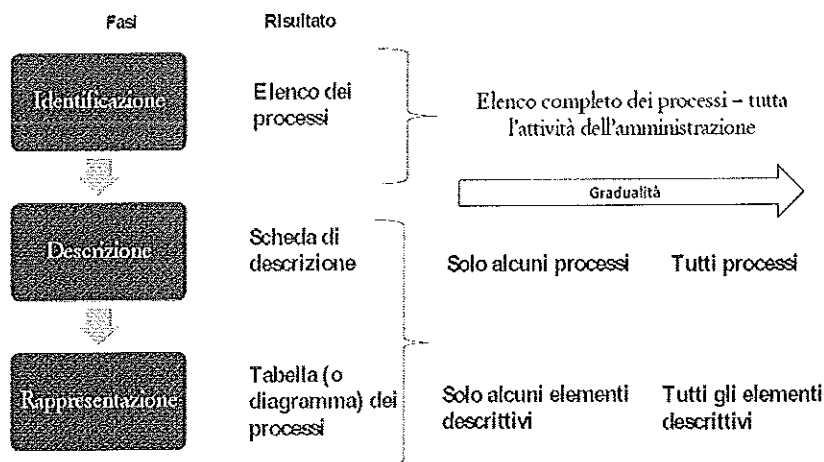 Fasi
Risultato
Identificazione
Elenco dei
processi
Elenco completo dei processi – tutta
l'attività dell'amministrazione
Gradualità
Descrizione
Scheda di
descrizione
Solo alcuni processi
Tutti processi
Rappresentazione
Tabella (o
diagramma) dei
processi
Solo alcuni elementi
descrittivi
Tutti gli elementi
descrittivi